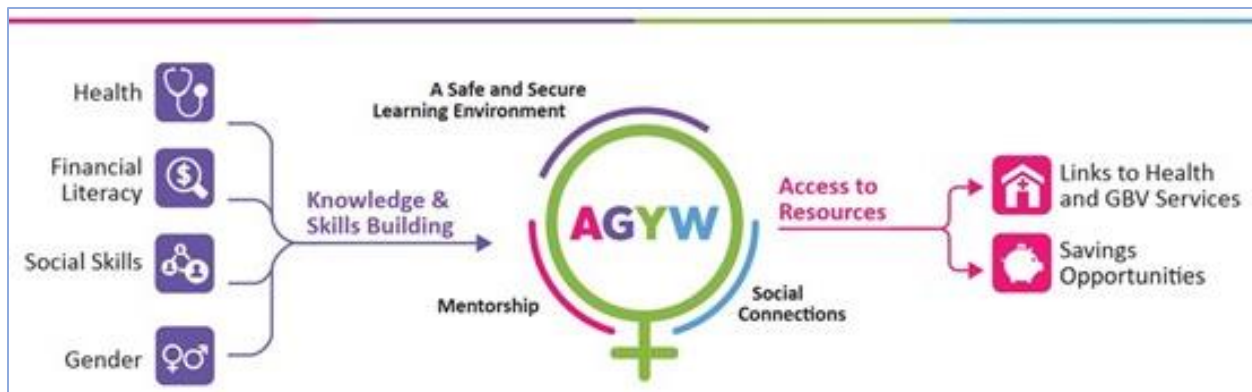 Health
Financial
Literacy
Social Skills
Gender
Knowledge &
Skills Building
A Safe and Secure
Learning Environment
AGYW
Mentorship
Social
Connections
Access to
Resources
Links to Health
and GBV Services
Savings
Opportunities